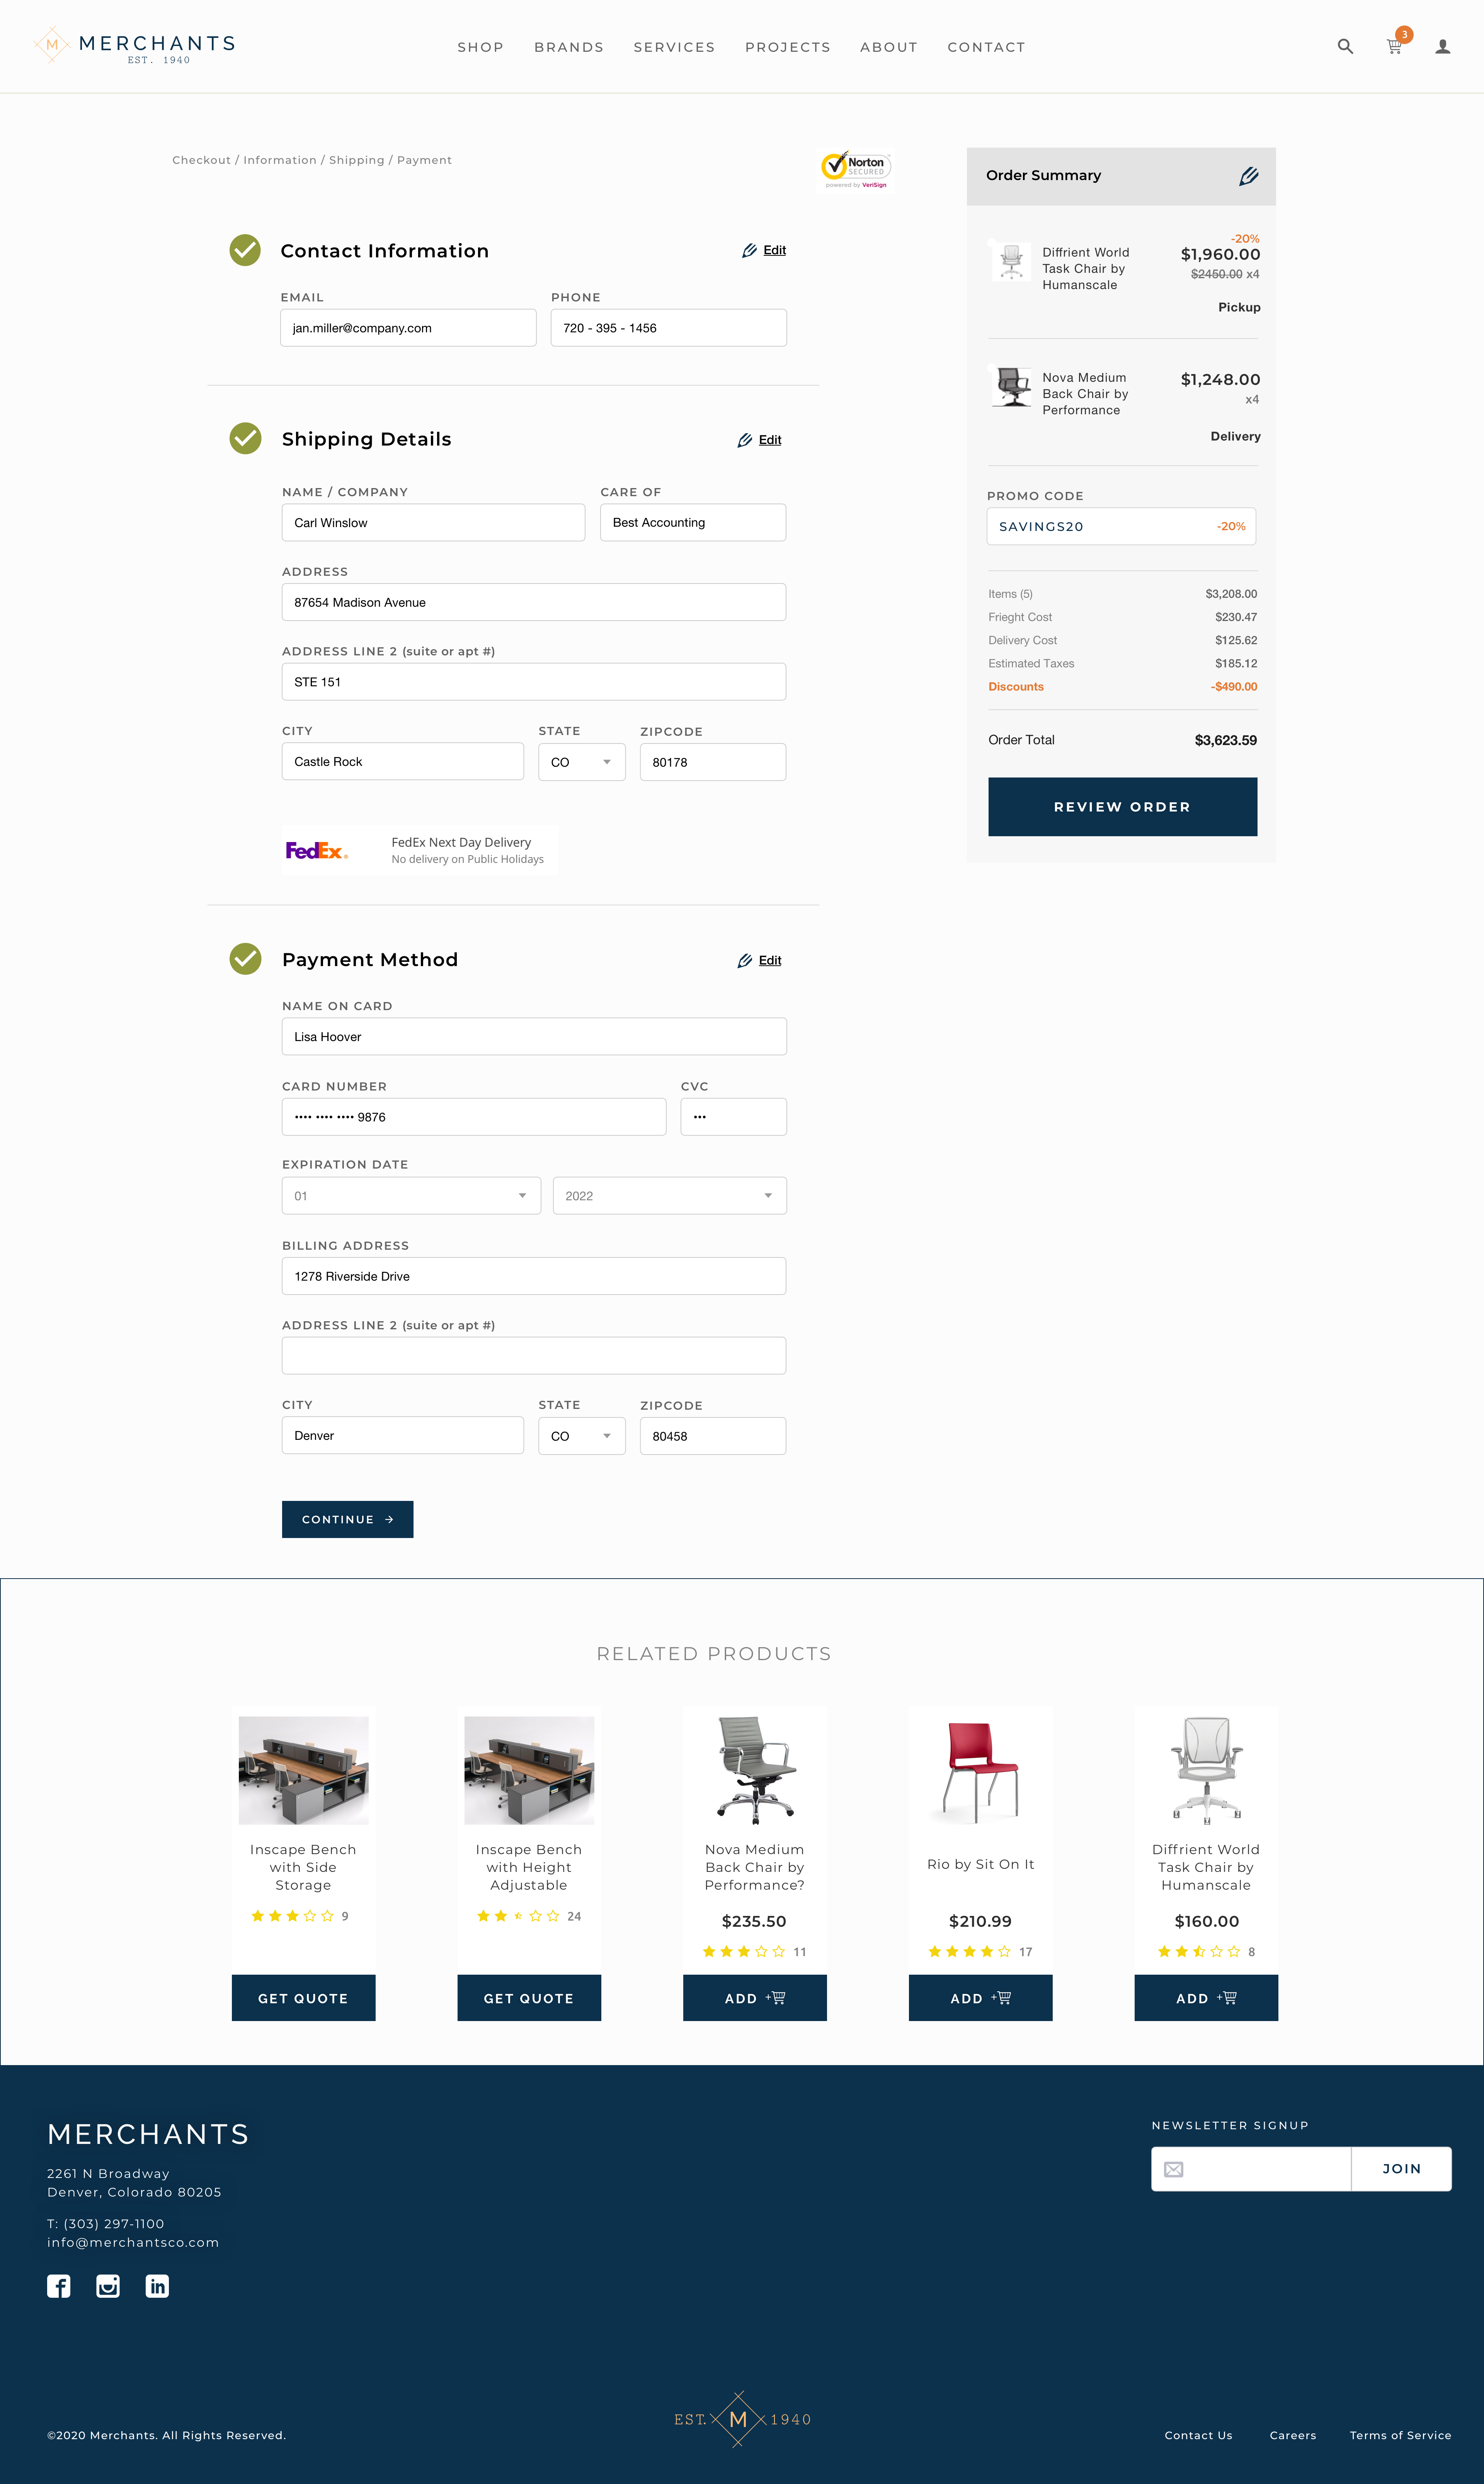 MERCHANTS
EST. 1940
SHOP BRANDS SERVICES PROJECTS ABOUT CONTACT
3
Checkout / Information / Shipping / Payment
Norton
SECURED
powered by VeriSign
Contact Information
Edit
EMAIL
jan.miller@company.com
PHONE
720 - 395 - 1456
Shipping Details
Edit
NAME / COMPANY
Carl Winslow
CARE OF
Best Accounting
ADDRESS
87654 Madison Avenue
ADDRESS LINE 2 (suite or apt #)
STE 151
CITY
Castle Rock
STATE
CO
ZIPCODE
80178
FedEx
FedEx Next Day Delivery
No delivery on Public Holidays
Payment Method
Edit
NAME ON CARD
Lisa Hoover
CARD NUMBER
•••• •••• •••• 9876
CVC
•••
EXPIRATION DATE
01
2022
BILLING ADDRESS
1278 Riverside Drive
ADDRESS LINE 2 (suite or apt #)
CITY
Denver
STATE
CO
ZIPCODE
80458
CONTINUE →
Order Summary
Diffrient World
Task Chair by
Humanscale
-20%
$1,960.00
$2450.00 x4
Pickup
Nova Medium
Back Chair by
Performance
$1,248.00
x4
Delivery
PROMO CODE
SAVINGS20 -20%
Items (5) $3,208.00
Frieght Cost $230.47
Delivery Cost $125.62
Estimated Taxes $185.12
Discounts -$490.00
Order Total $3,623.59
REVIEW ORDER
RELATED PRODUCTS
Inscape Bench
with Side
Storage
9
GET QUOTE
Inscape Bench
with Height
Adjustable
24
GET QUOTE
Nova Medium
Back Chair by
Performance?
$235.50
11
ADD +
Rio by Sit On It
$210.99
17
ADD +
Diffrient World
Task Chair by
Humanscale
$160.00
8
ADD +
MERCHANTS
2261 N Broadway
Denver, Colorado 80205
T: (303) 297-1100
info@merchantsco.com
NEWSLETTER SIGNUP
JOIN
©2020 Merchants. All Rights Reserved.
EST. M 1940
Contact Us Careers Terms of Service